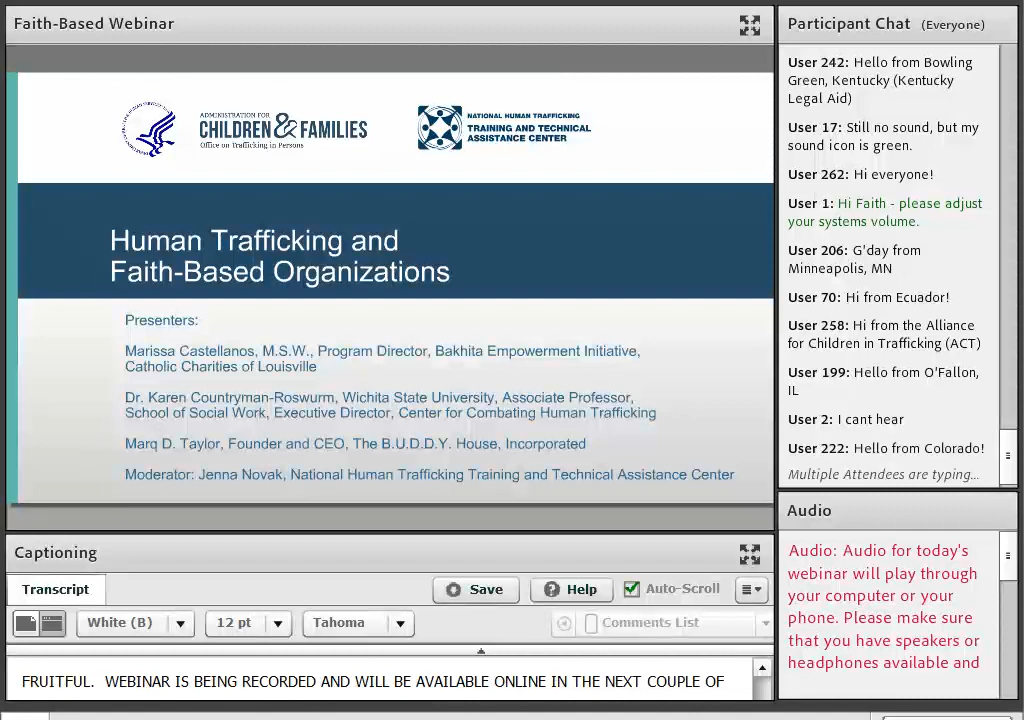 Faith-Based Webinar
ADMINISTRATION FOR
CHILDREN & FAMILIES
Office on Trafficking in Persons
NATIONAL HUMAN TRAFFICKING
TRAINING AND TECHNICAL
ASSISTANCE CENTER
Human Trafficking and
Faith-Based Organizations
Presenters:
Marissa Castellanos, M.S.W., Program Director, Bakhita Empowerment Initiative,
Catholic Charities of Louisville
Dr. Karen Countryman-Roswurm, Wichita State University, Associate Professor,
School of Social Work, Executive Director, Center for Combating Human Trafficking
Marq D. Taylor, Founder and CEO, The B.U.D.D.Y. House, Incorporated
Moderator: Jenna Novak, National Human Trafficking Training and Technical Assistance Center
Captioning
Transcript
Save
Help
Auto-Scroll
White (B)
12 pt
Tahoma
Comments List
FRUITFUL. WEBINAR IS BEING RECORDED AND WILL BE AVAILABLE ONLINE IN THE NEXT COUPLE OF
Participant Chat (Everyone)
User 242: Hello from Bowling
Green, Kentucky (Kentucky
Legal Aid)
User 17: Still no sound, but my
sound icon is green.
User 262: Hi everyone!
User 1: Hi Faith - please adjust
your systems volume.
User 206: G'day from
Minneapolis, MN
User 70: Hi from Ecuador!
User 258: Hi from the Alliance
for Children in Trafficking (ACT)
User 199: Hello from O'Fallon,
IL
User 2: I cant hear
User 222: Hello from Colorado!
Multiple Attendees are typing...
Audio
Audio: Audio for today's
webinar will play through
your computer or your
phone. Please make sure
that you have speakers or
headphones available and